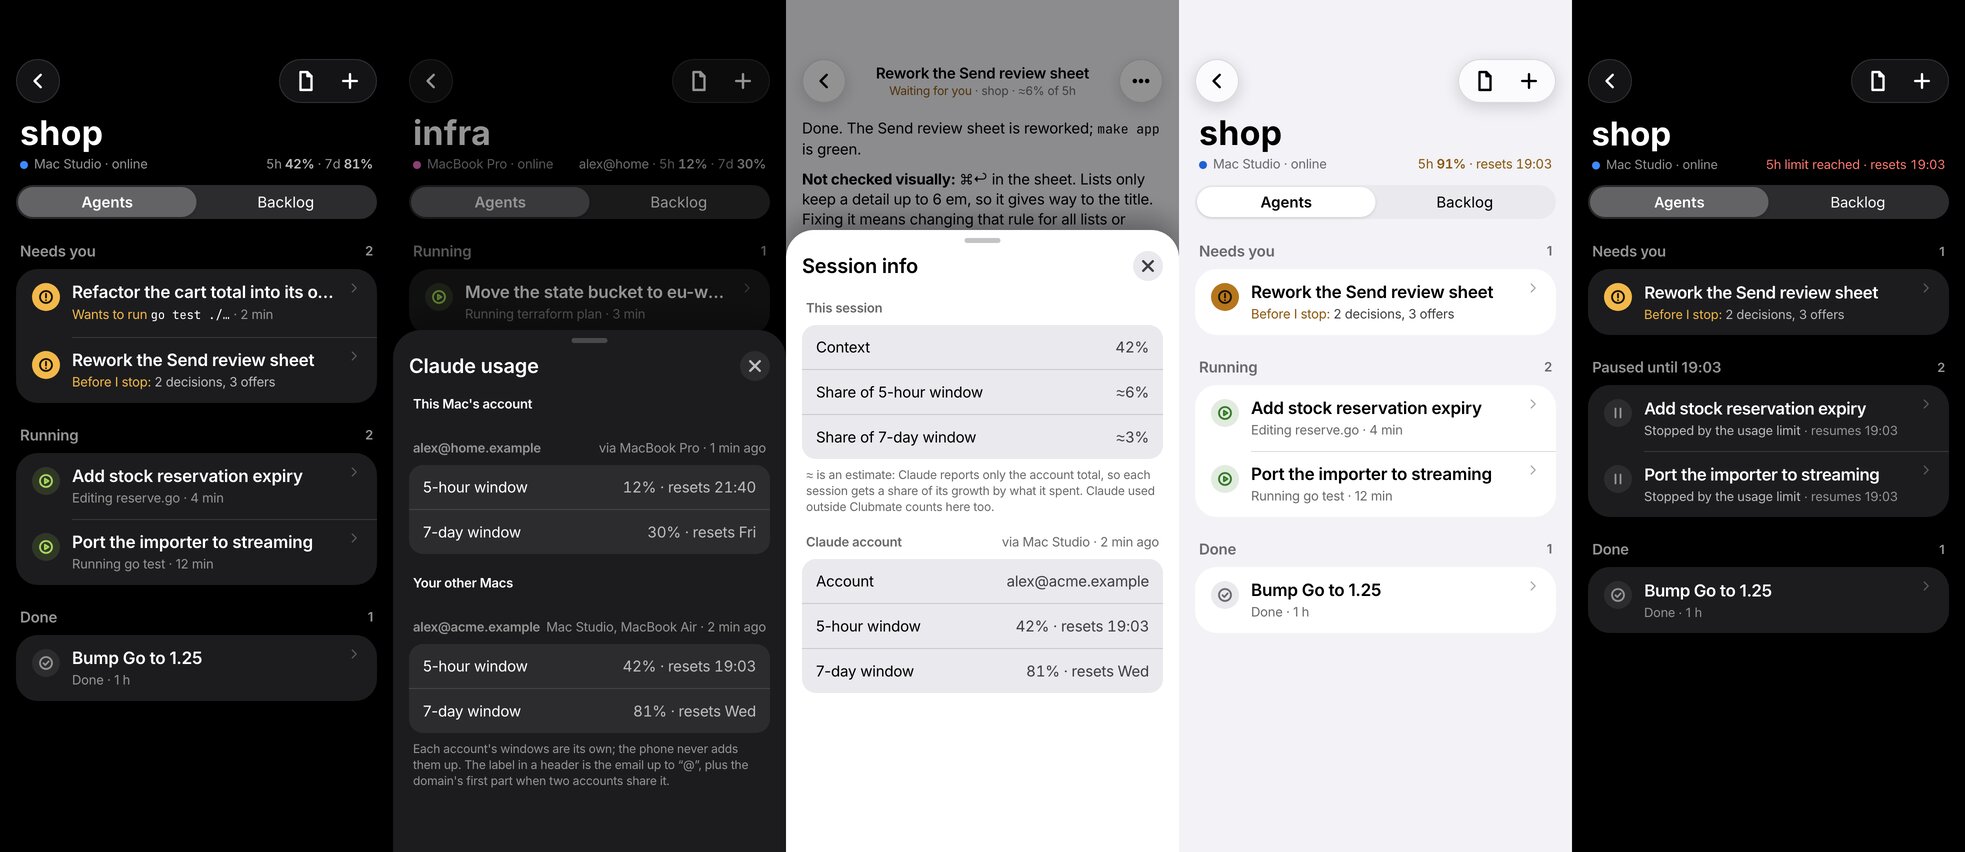 shop
Mac Studio · online
5h 42% · 7d 81%
Agents
Backlog
Needs you
2
Refactor the cart total into its o…
Wants to run go test ./… · 2 min
Rework the Send review sheet
Before I stop: 2 decisions, 3 offers
Running
2
Add stock reservation expiry
Editing reserve.go · 4 min
Port the importer to streaming
Running go test · 12 min
Done
1
Bump Go to 1.25
Done · 1 h
infra
MacBook Pro · online
alex@home · 5h 12% · 7d 30%
Agents
Backlog
Running
1
Move the state bucket to eu-w…
Running terraform plan · 3 min
Claude usage
This Mac's account
alex@home.example
via MacBook Pro · 1 min ago
5-hour window
12% · resets 21:40
7-day window
30% · resets Fri
Your other Macs
alex@acme.example
Mac Studio, MacBook Air · 2 min ago
5-hour window
42% · resets 19:03
7-day window
81% · resets Wed
Each account's windows are its own; the phone never adds
them up. The label in a header is the email up to “@”, plus the
domain's first part when two accounts share it.
Rework the Send review sheet
Waiting for you · shop · ≈6% of 5h
Done. The Send review sheet is reworked; make app
is green.
Not checked visually: ⌘↩ in the sheet. Lists only
keep a detail up to 6 em, so it gives way to the title.
Fixing it means changing that rule for all lists or
Session info
This session
Context
42%
Share of 5-hour window
≈6%
Share of 7-day window
≈3%
≈ is an estimate: Claude reports only the account total, so each
session gets a share of its growth by what it spent. Claude used
outside Clubmate counts here too.
Claude account
via Mac Studio · 2 min ago
Account
alex@acme.example
5-hour window
42% · resets 19:03
7-day window
81% · resets Wed
shop
Mac Studio · online
5h 91% · resets 19:03
Agents
Backlog
Needs you
1
Rework the Send review sheet
Before I stop: 2 decisions, 3 offers
Running
2
Add stock reservation expiry
Editing reserve.go · 4 min
Port the importer to streaming
Running go test · 12 min
Done
1
Bump Go to 1.25
Done · 1 h
shop
Mac Studio · online
5h limit reached · resets 19:03
Agents
Backlog
Needs you
1
Rework the Send review sheet
Before I stop: 2 decisions, 3 offers
Paused until 19:03
2
Add stock reservation expiry
Stopped by the usage limit · resumes 19:03
Port the importer to streaming
Stopped by the usage limit · resumes 19:03
Done
1
Bump Go to 1.25
Done · 1 h